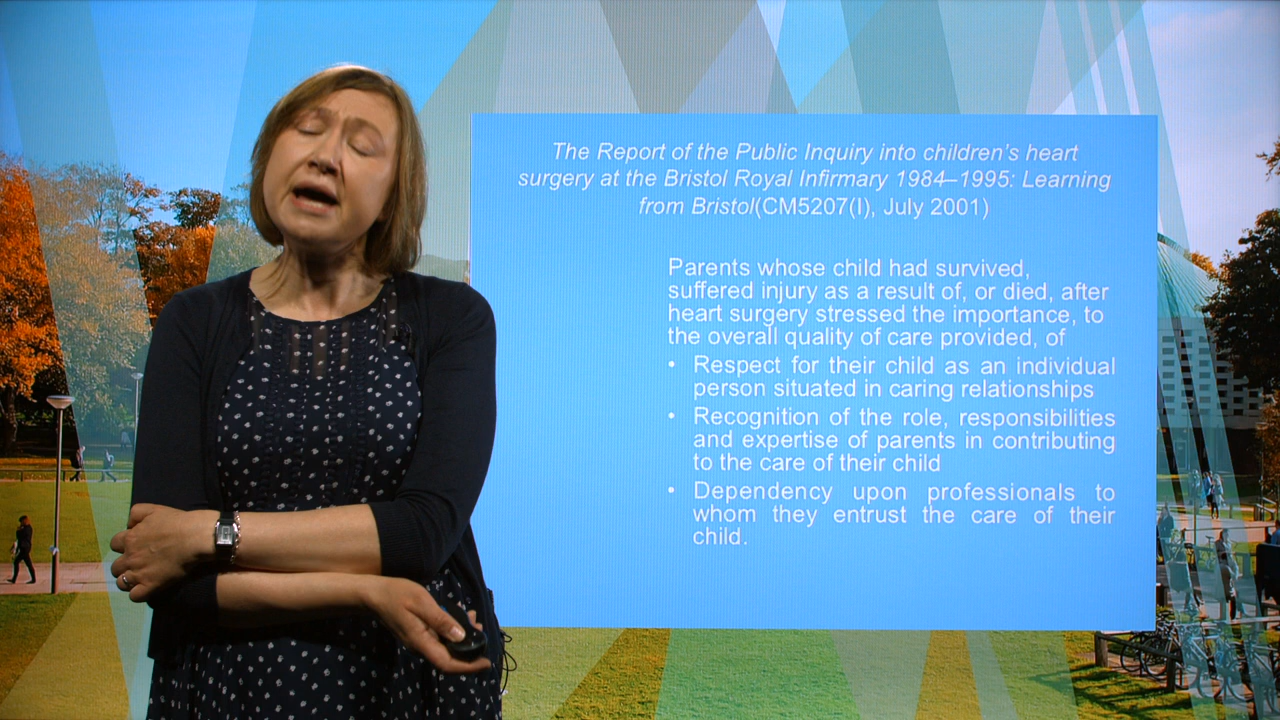 The Report of the Public Inquiry into children’s heart
surgery at the Bristol Royal Infirmary 1984–1995: Learning
from Bristol(CM5207(I), July 2001)
Parents whose child had survived,
suffered injury as a result of, or died, after
heart surgery stressed the importance, to
the overall quality of care provided, of
• Respect for their child as an individual
person situated in caring relationships
• Recognition of the role, responsibilities
and expertise of parents in contributing
to the care of their child
• Dependency upon professionals to
whom they entrust the care of their
child.